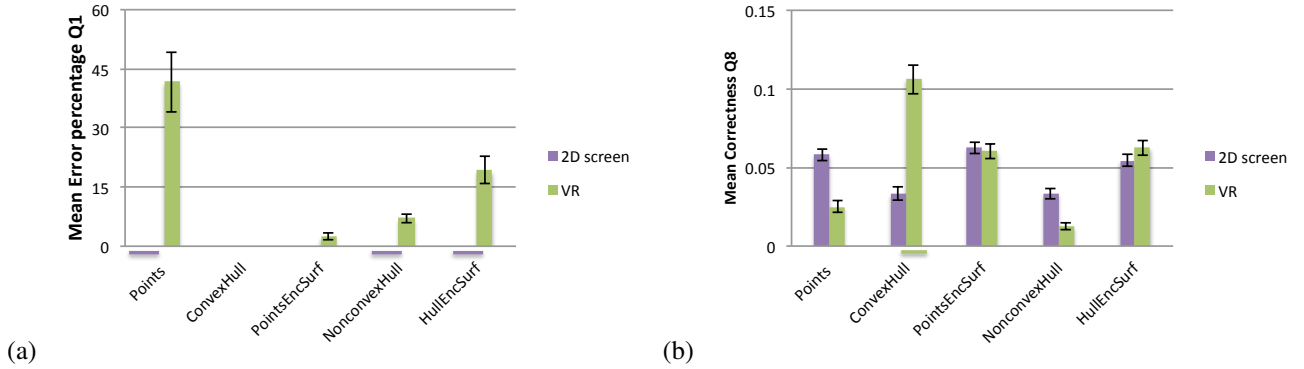 Mean Error percentage Q1
60
45
30
15
0
Points
ConvexHull
PointsEncSurf
NonconvexHull
HullEncSurf
2D screen
VR
(a)
Mean Correctness Q8
0.15
0.1
0.05
0
Points
ConvexHull
PointsEncSurf
NonconvexHull
HullEncSurf
2D screen
VR
(b)